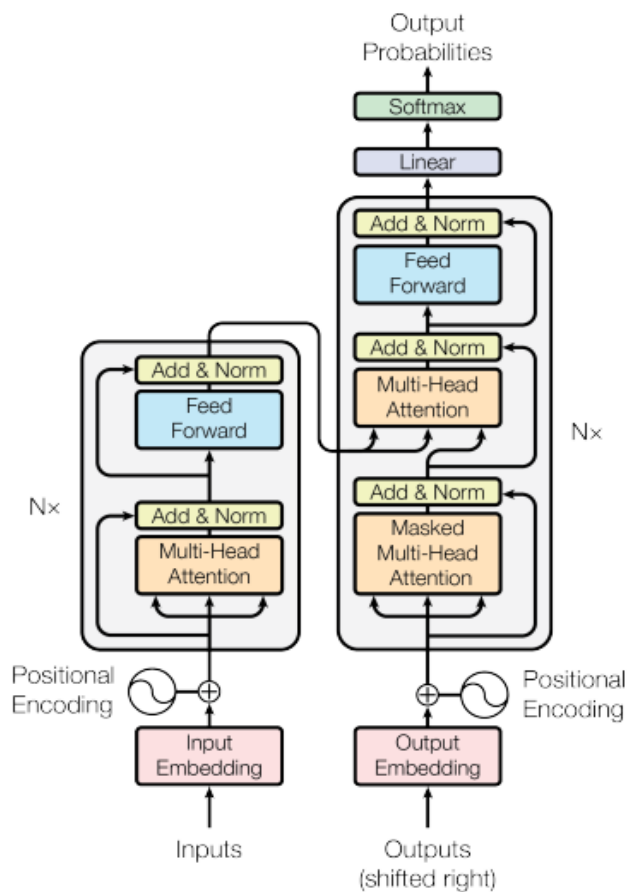 Output
Probabilities
Softmax
Linear
Add & Norm
Feed
Forward
Add & Norm
Multi-Head
Attention
Add & Norm
Masked
Multi-Head
Attention
N×
Add & Norm
Feed
Forward
Add & Norm
Multi-Head
Attention
N×
Positional
Encoding
Positional
Encoding
Input
Embedding
Output
Embedding
Inputs
Outputs
(shifted right)